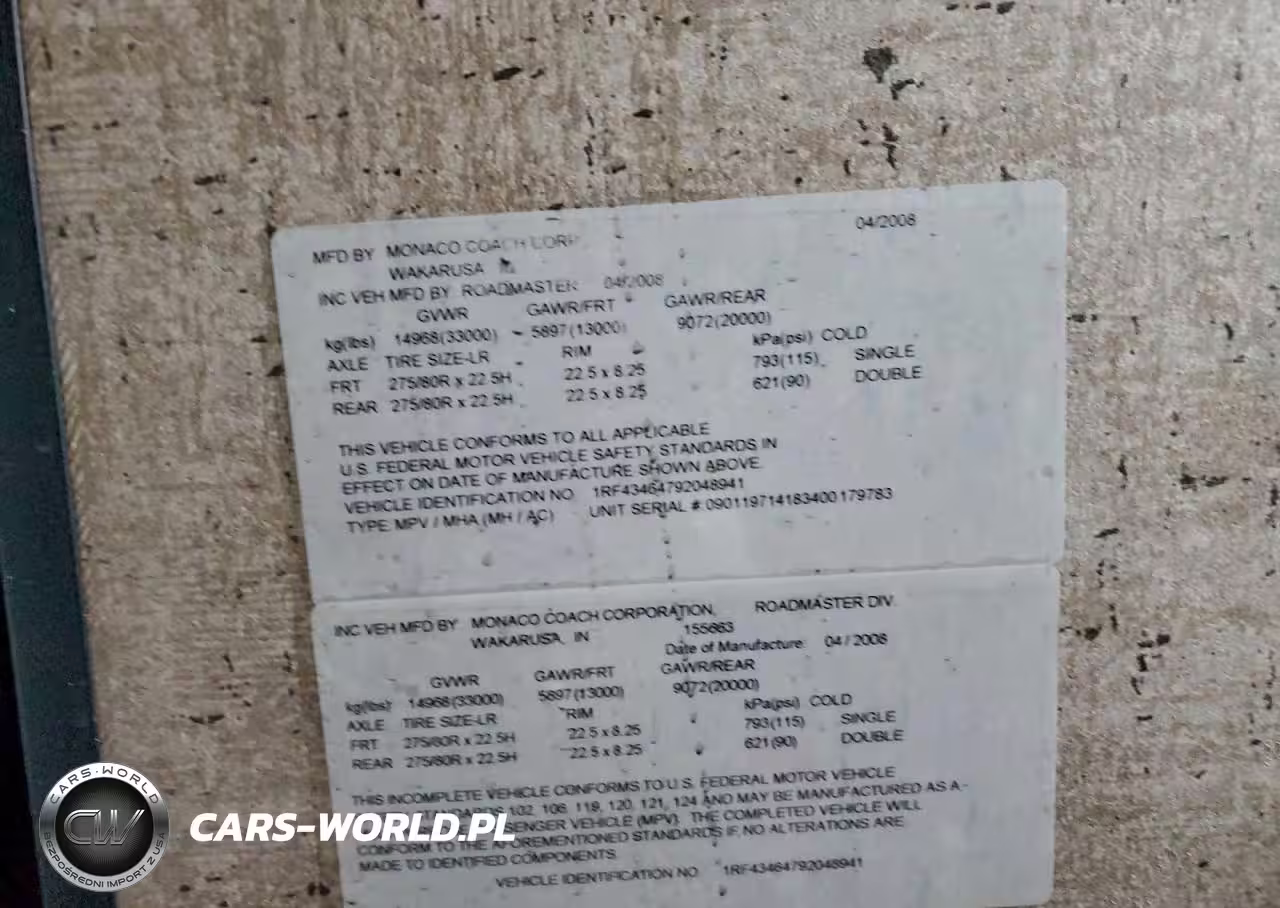 04/2008
MFD BY MONACO COACH CORP
WAKARUSA
INC VEH MFD BY ROADMASTER 04/2008
GVWR GAWR/FRT GAWR/REAR
kg(lbs) 14968(33000) 5897(13000) 9072(20000)
AXLE TIRE SIZE-LR RIM kPa(psi) COLD
FRT 275/80R x 22.5H 22.5 x 8.25 793(115) SINGLE
REAR 275/80R x 22.5H 22.5 x 8.25 621(90) DOUBLE
THIS VEHICLE CONFORMS TO ALL APPLICABLE
U.S. FEDERAL MOTOR VEHICLE SAFETY STANDARDS IN
EFFECT ON DATE OF MANUFACTURE SHOWN ABOVE.
VEHICLE IDENTIFICATION NO. 1RF43464792048941
TYPE MPV / MHA (MH / AC) UNIT SERIAL #:090119714183400179783
INC VEH MFD BY MONACO COACH CORPORATION, ROADMASTER DIV.
WAKARUSA, IN 155663
Date of Manufacture: 04 / 2008
GVWR GAWR/FRT GAWR/REAR
kg(lbs) 14968(33000) 5897(13000) 9072(20000)
AXLE TIRE SIZE-LR RIM kPa(psi) COLD
FRT 275/80R x 22.5H 22.5 x 8.25 793(115) SINGLE
REAR 275/80R x 22.5H 22.5 x 8.25 621(90) DOUBLE
THIS INCOMPLETE VEHICLE CONFORMS TO U.S. FEDERAL MOTOR VEHICLE
102, 106, 119, 120, 121, 124 AND MAY BE MANUFACTURED AS A
VEHICLE (MPV). THE COMPLETED VEHICLE WILL
CONFORM TO THE AFOREMENTIONED STANDARDS IF, NO ALTERATIONS ARE
MADE TO IDENTIFIED COMPONENTS.
VEHICLE IDENTIFICATION NO. 1RF43464792048941
CARS-WORLD
CW
BEZPOŚREDNI IMPORT Z USA
CARS-WORLD.PL